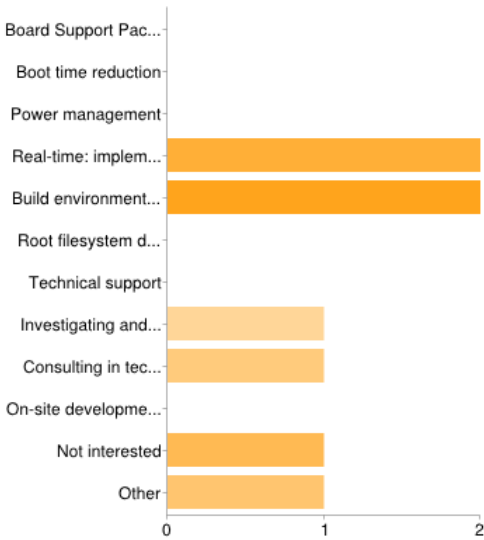 Board Support Pac...
Boot time reduction
Power management
Real-time: implem...
Build environment...
Root filesystem d...
Technical support
Investigating and...
Consulting in tec...
On-site developme...
Not interested
Other
0 1 2